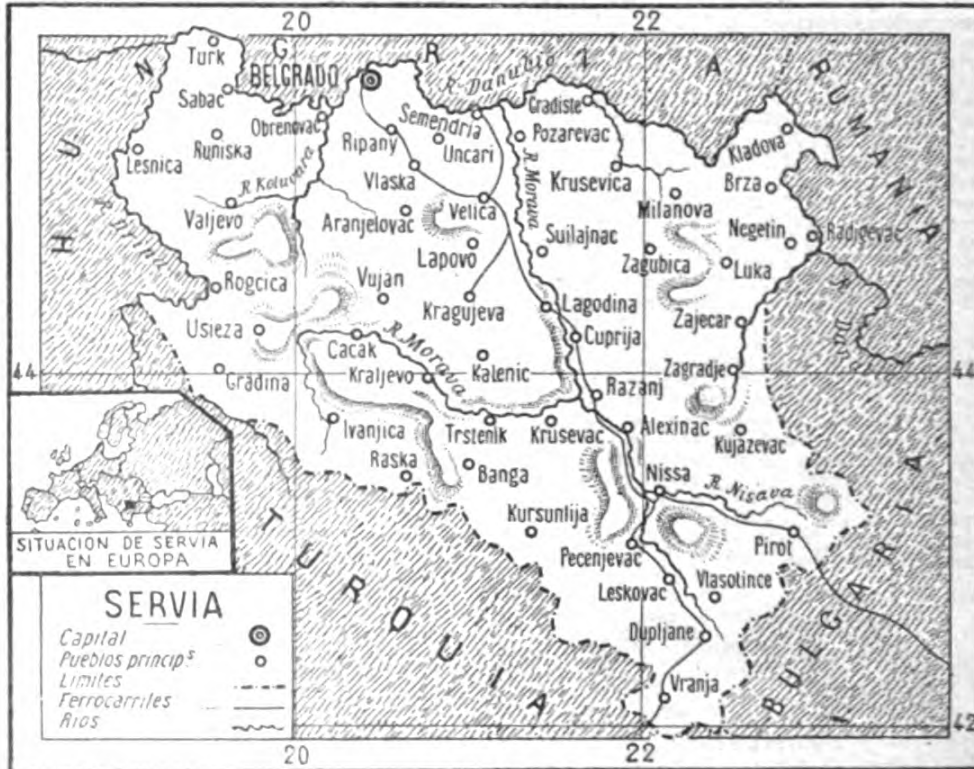 20
22
HUNGRIA
RUMANIA
BULGARIA
TURQUIA
Turk
BELGRADO
R. Danubio
Sabac
Obrenovac
Semendria
Gradiste
Ripany
Uncari
Pozarevac
Kladova
Lesnica
Runiska
Vlaska
R. Morava
Krusevica
Brza
R. Koluvara
Milanova
Valjevo
Aranjelovac
Velica
Negetin
Radigevac
Lapovo
Suilajnac
Zagubica
Luka
Rogcica
Vujan
Kragujeva
Lagodina
Zajecar
Usieza
Cacak
R. Morava
Cuprija
44
Gradina
Kraljevo
Kalenic
Razanj
Zagradje
44
Ivanjica
Trstenik
Krusevac
Alexinac
Kujazevac
Raska
Banga
Nissa
R. Nisava
Kursunlija
Pecenjevac
Pirot
Leskovac
Vlasotince
Dupljane
Vranja
SITUACION DE SERVIA
EN EUROPA
SERVIA
Capital
Pueblos princip.s
Limites
Ferrocarriles
Rios
20
22